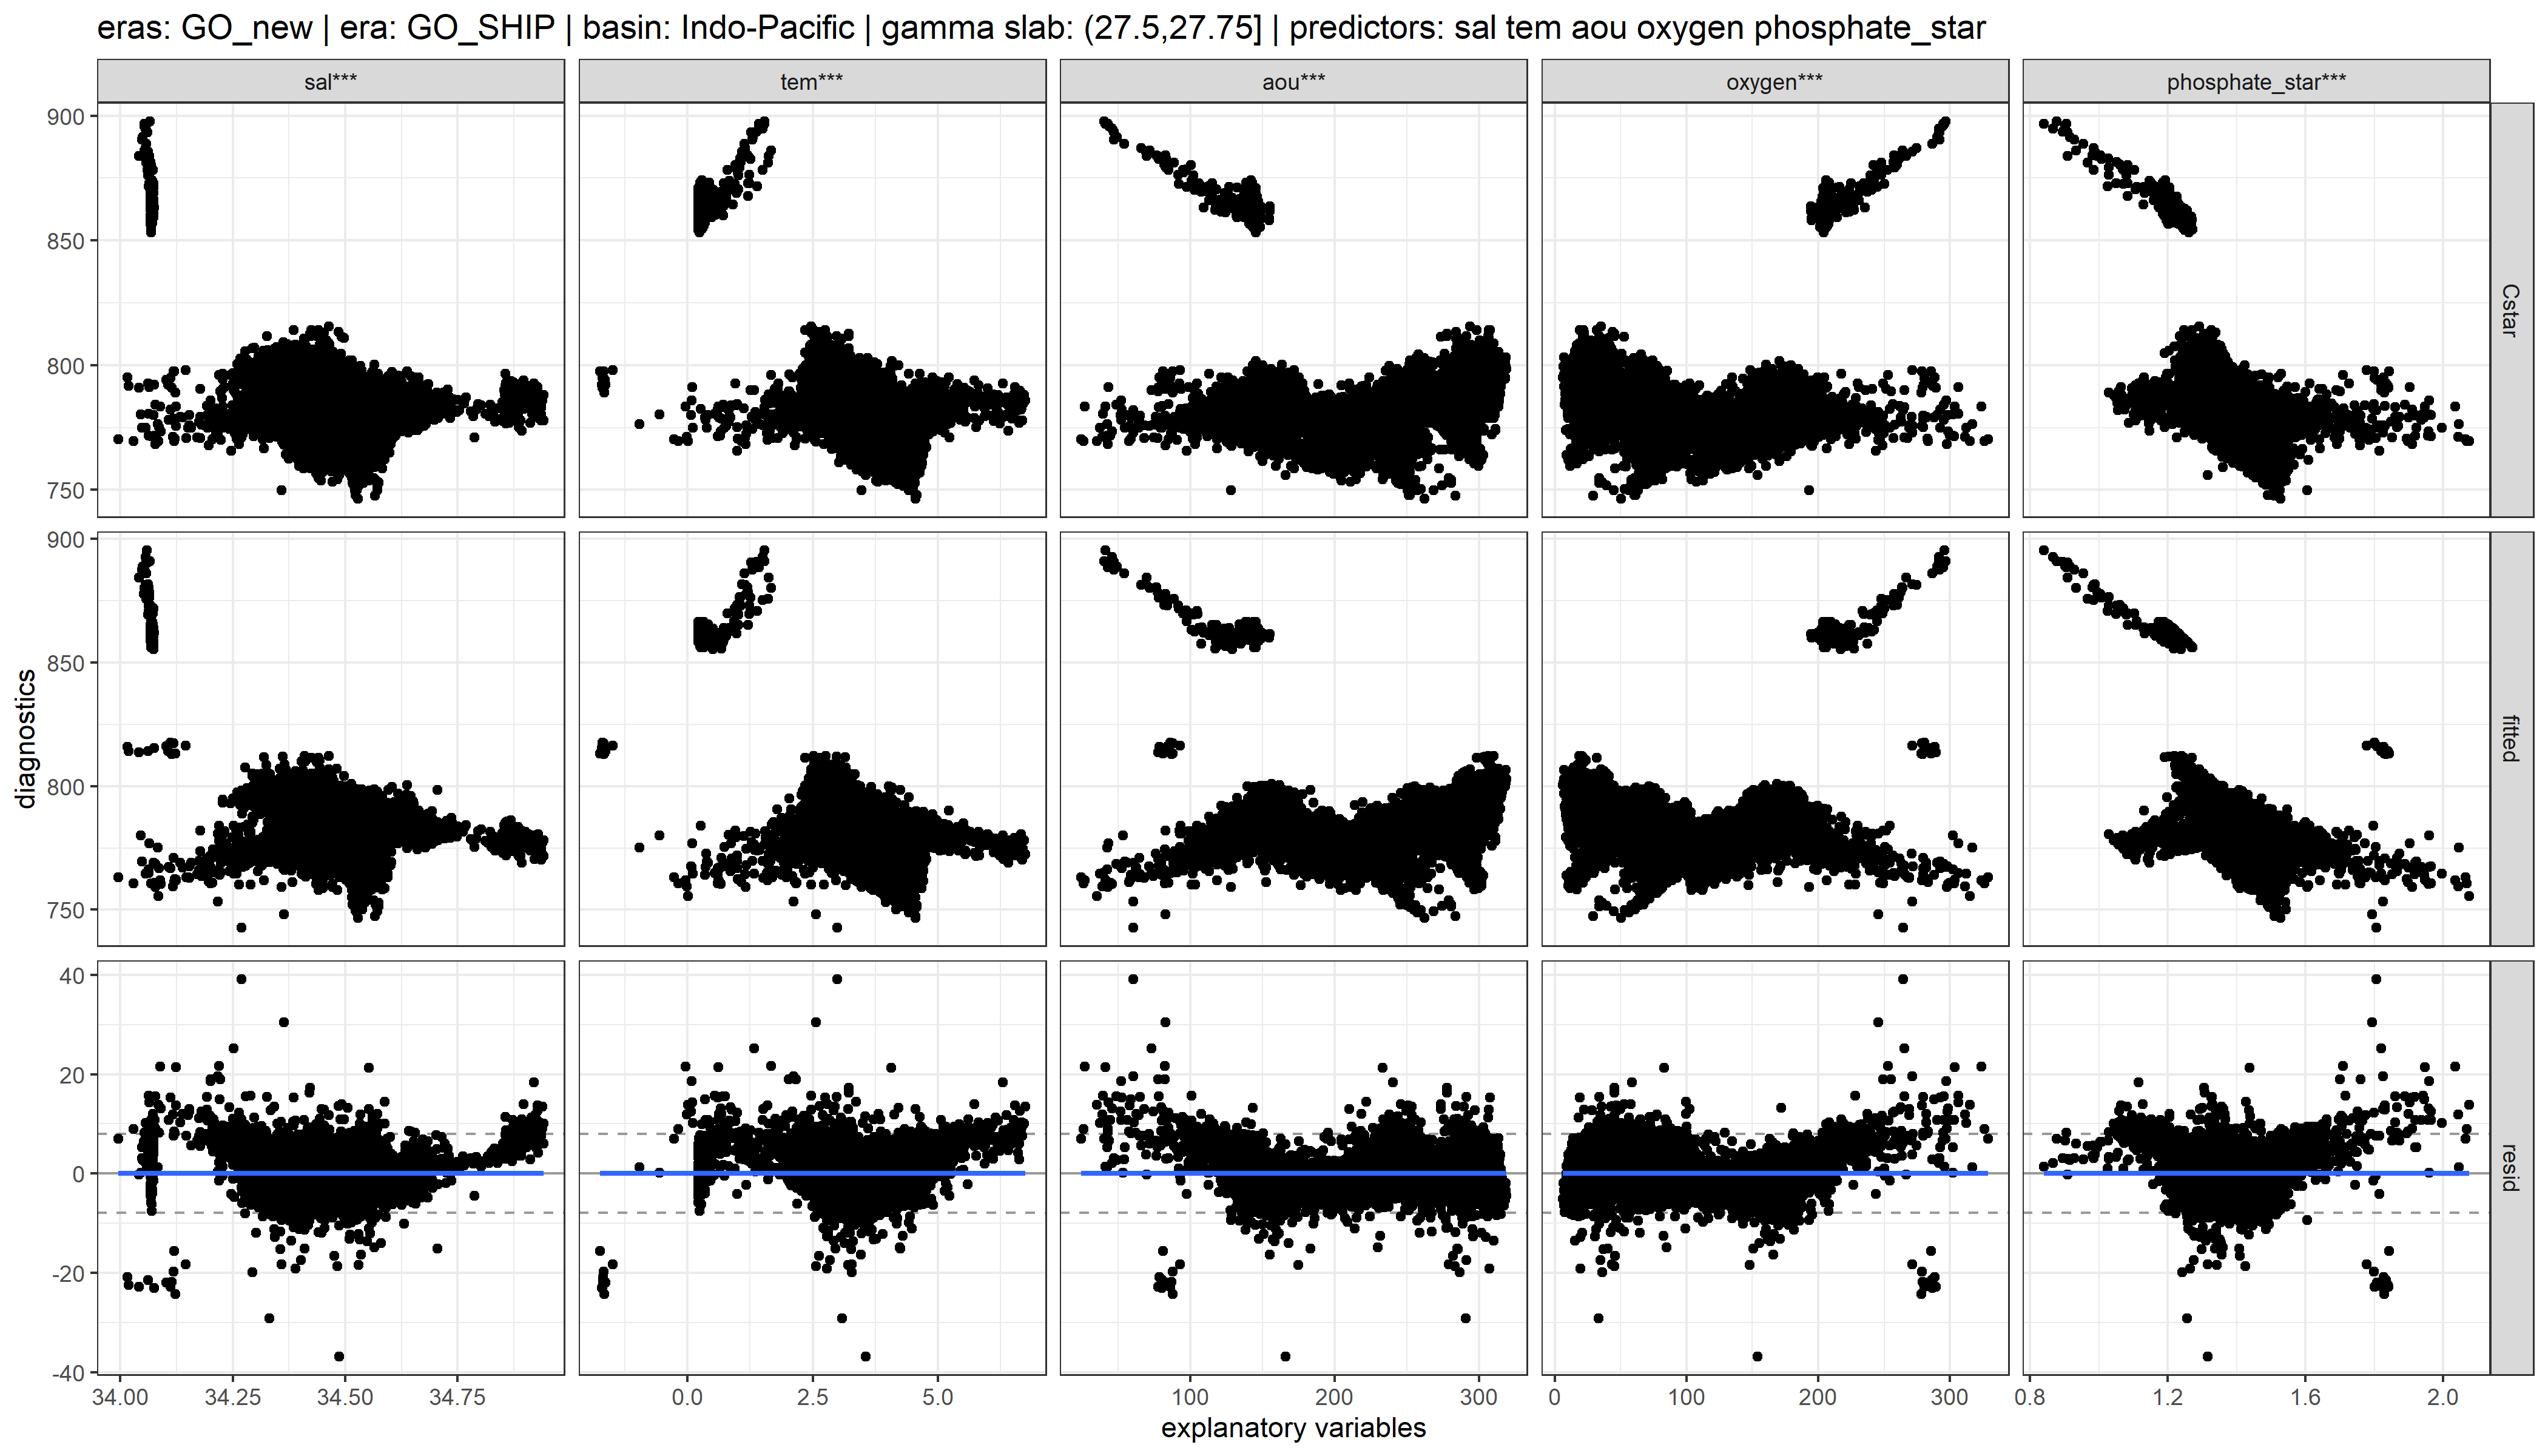 eras: GO_new | era: GO_SHIP | basin: Indo-Pacific | gamma slab: (27.5,27.75] | predictors: sal tem aou oxygen phosphate_star
sal*** tem*** aou*** oxygen*** phosphate_star***
900
850
800
750
Cstar
900
850
800
750
fitted
diagnostics
40
20
0
-20
-40
resid
34.00 34.25 34.50 34.75 0.0 2.5 5.0 100 200 300 0 100 200 300 0.8 1.2 1.6 2.0
explanatory variables